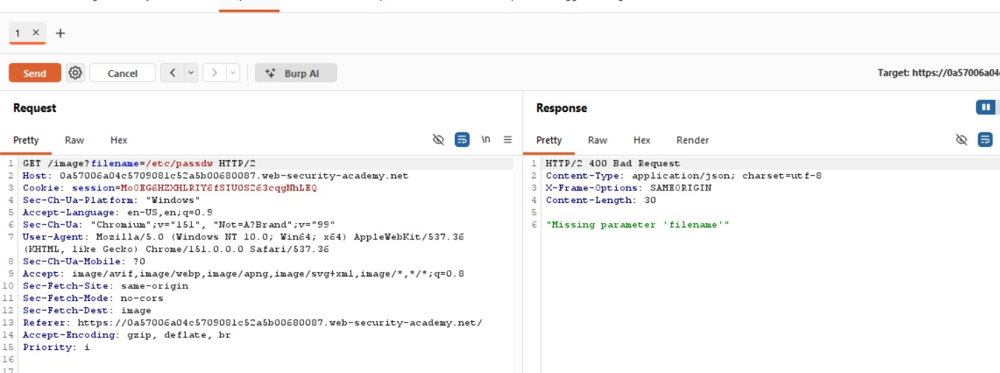 1 × +
Send Cancel < > Burp AI Target: https://0a57006a04
Request Response
Pretty Raw Hex \n Pretty Raw Hex Render
1 GET /image?filename=/etc/passdw HTTP/2
2 Host: 0a57006a04c5709081c52a5b00680087.web-security-academy.net
3 Cookie: session=MoOEG6HZXHLRIY6fSIU0S263cqgNhLEQ
4 Sec-Ch-Ua-Platform: "Windows"
5 Accept-Language: en-US,en;q=0.9
6 Sec-Ch-Ua: "Chromium";v="151", "Not=A?Brand";v="99"
7 User-Agent: Mozilla/5.0 (Windows NT 10.0; Win64; x64) AppleWebKit/537.36
(KHTML, like Gecko) Chrome/151.0.0.0 Safari/537.36
8 Sec-Ch-Ua-Mobile: ?0
9 Accept: image/avif,image/webp,image/apng,image/svg+xml,image/*,*/*;q=0.8
10 Sec-Fetch-Site: same-origin
11 Sec-Fetch-Mode: no-cors
12 Sec-Fetch-Dest: image
13 Referer: https://0a57006a04c5709081c52a5b00680087.web-security-academy.net/
14 Accept-Encoding: gzip, deflate, br
15 Priority: i
16
17
1 HTTP/2 400 Bad Request
2 Content-Type: application/json; charset=utf-8
3 X-Frame-Options: SAMEORIGIN
4 Content-Length: 30
5
6 "Missing parameter 'filename'"